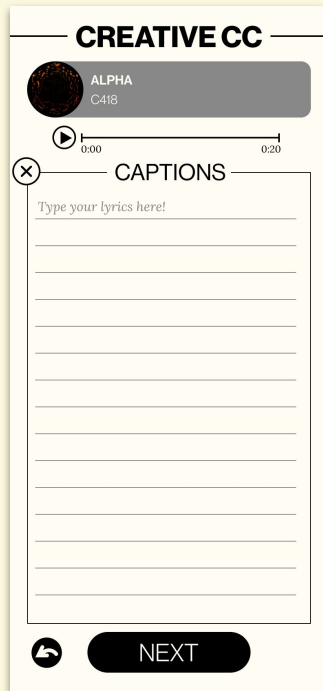 CREATIVE CC
ALPHA
C418
0:00 0:20
CAPTIONS
Type your lyrics here!
NEXT